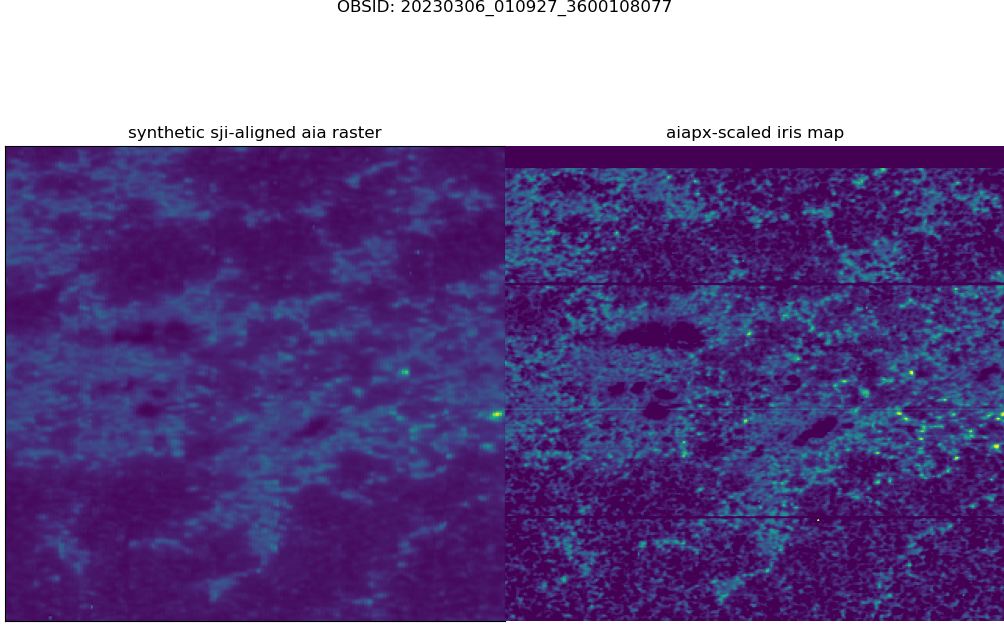 OBSID: 20230306_010927_3600108077
synthetic sji-aligned aia raster
aiapx-scaled iris map